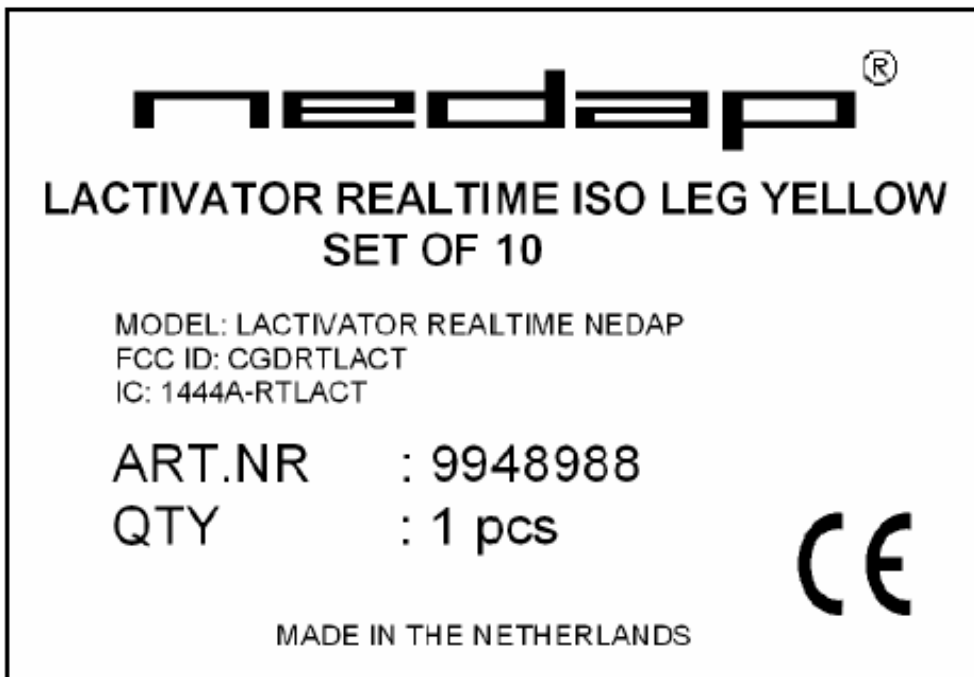 nedap®
LACTIVATOR REALTIME ISO LEG YELLOW
SET OF 10
MODEL: LACTIVATOR REALTIME NEDAP
FCC ID: CGDRTLACT
IC: 1444A-RTLACT
ART.NR : 9948988
QTY : 1 pcs
CE
MADE IN THE NETHERLANDS